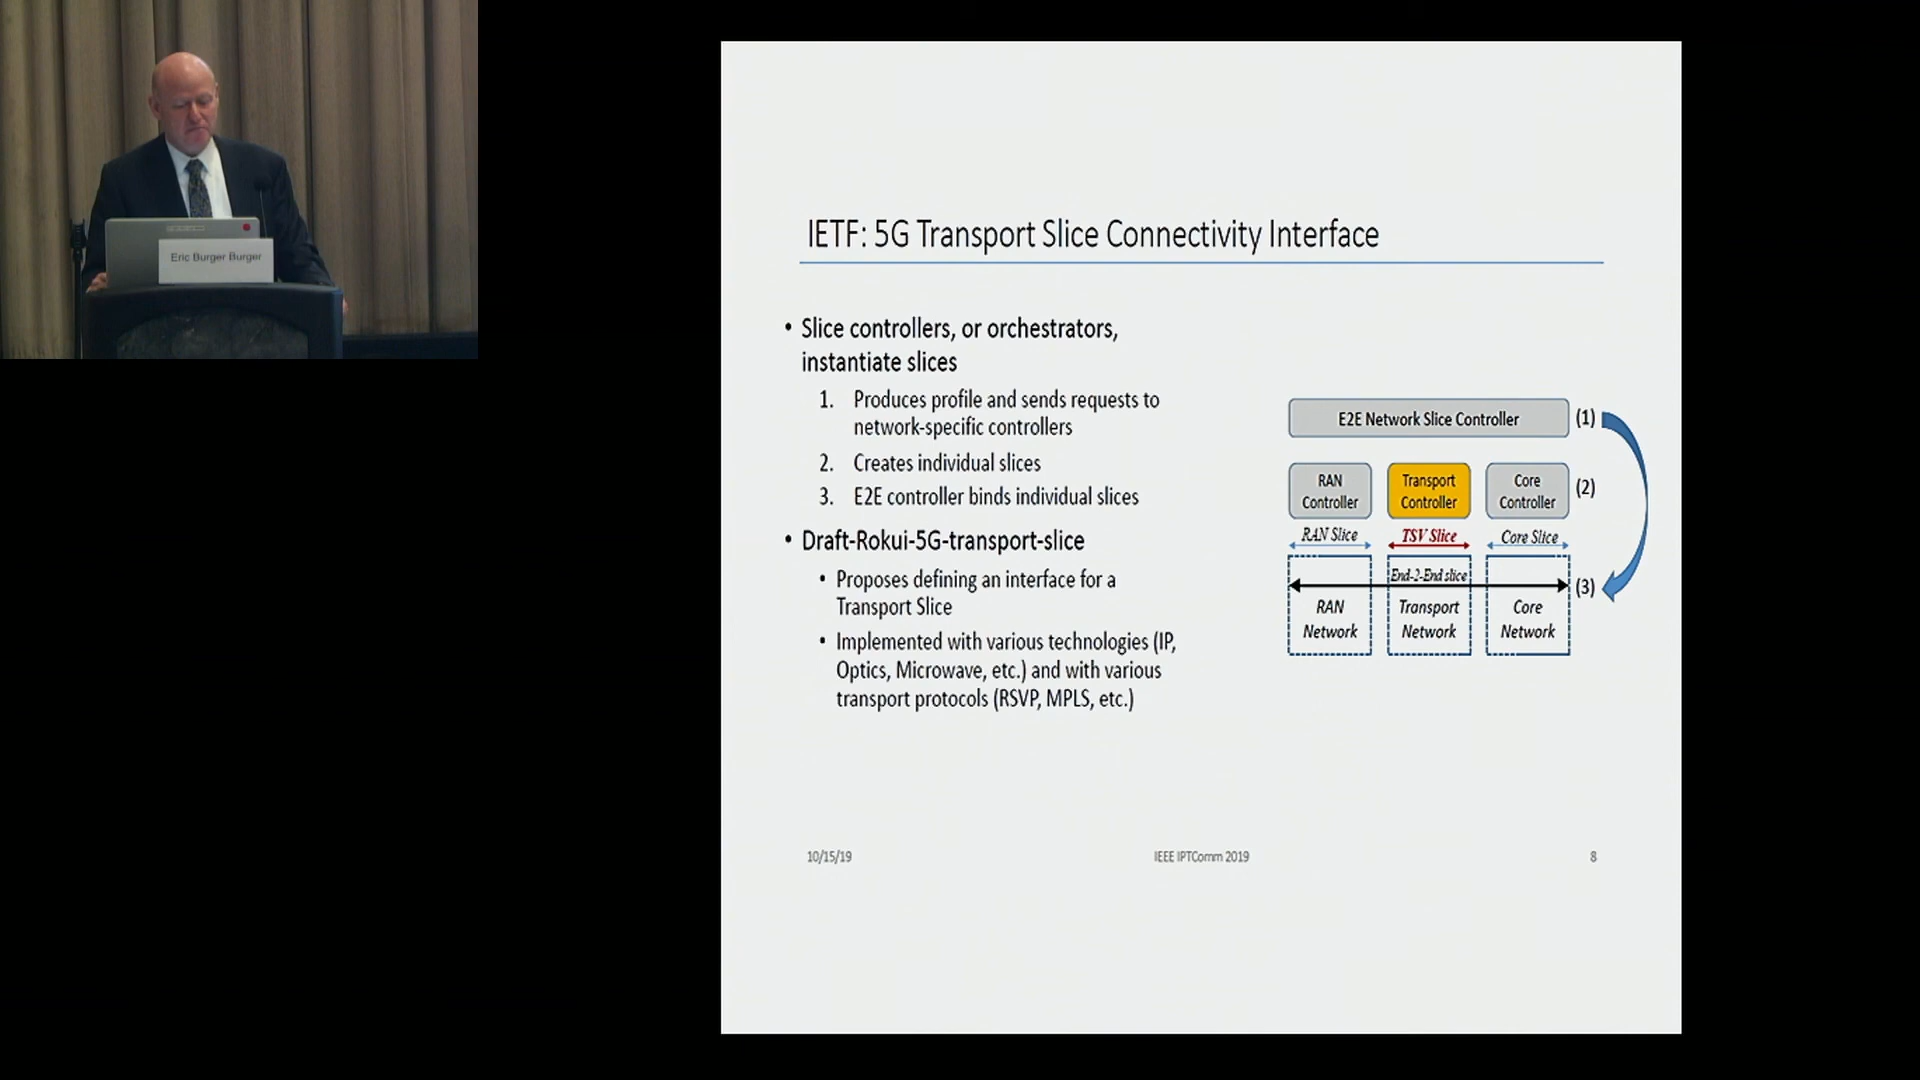 Eric Burger Burger
IETF: 5G Transport Slice Connectivity Interface
• Slice controllers, or orchestrators,
instantiate slices
1. Produces profile and sends requests to
network-specific controllers
2. Creates individual slices
3. E2E controller binds individual slices
• Draft-Rokui-5G-transport-slice
• Proposes defining an interface for a
Transport Slice
• Implemented with various technologies (IP,
Optics, Microwave, etc.) and with various
transport protocols (RSVP, MPLS, etc.)
E2E Network Slice Controller (1)
RAN
Controller
Transport
Controller
Core
Controller
(2)
RAN Slice
TSV Slice
Core Slice
End-2-End slice
(3)
RAN
Network
Transport
Network
Core
Network
10/15/19
IEEE IPTComm 2019
8